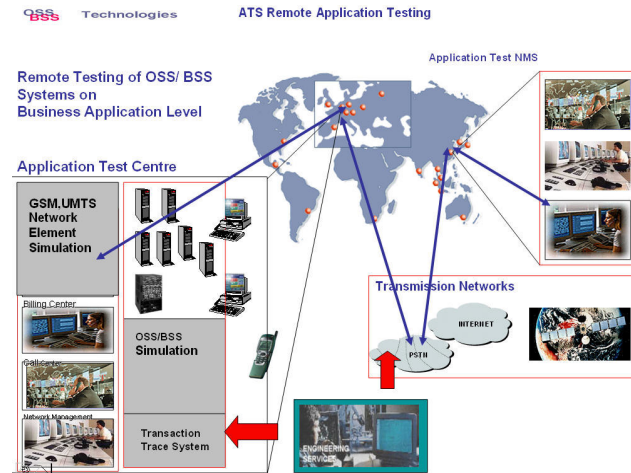 OSS
BSS
Technologies
ATS Remote Application Testing
Application Test NMS
Remote Testing of OSS/ BSS
Systems on
Business Application Level
Application Test Centre
GSM,UMTS
Network
Element
Simulation
Billing Center
Call Center
Network Management
OSS/BSS
Simulation
Transaction
Trace System
Transmission Networks
INTERNET
PSTN
ENGINEERING
SERVICES